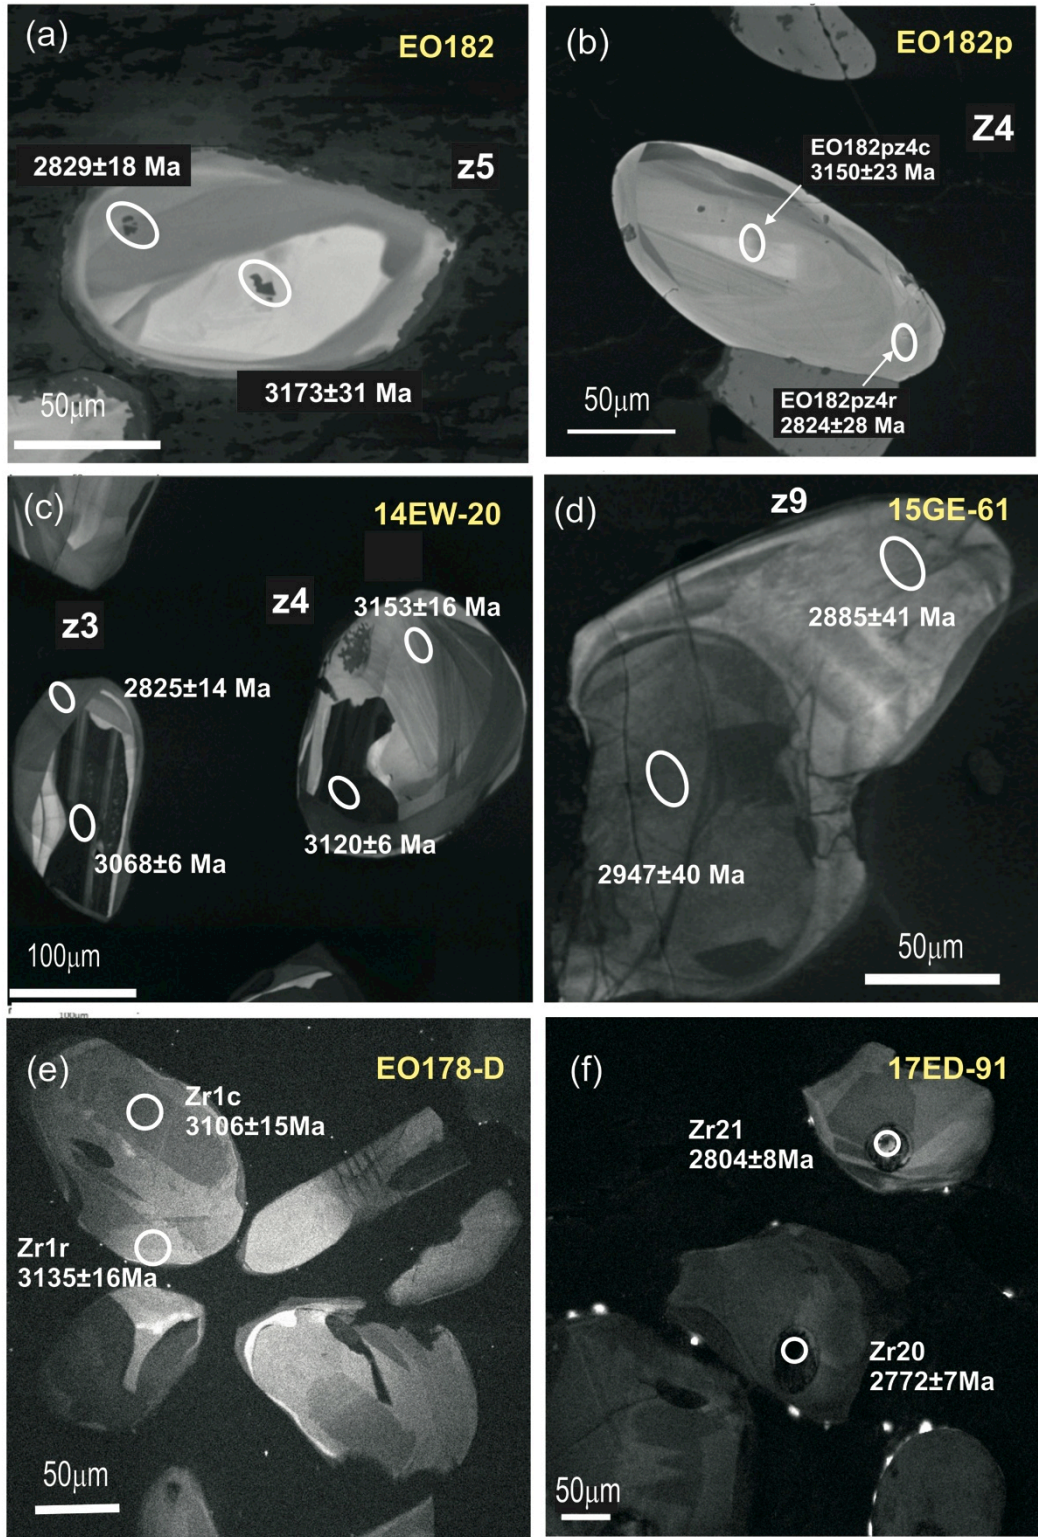 (a)
EO182
2829±18 Ma
z5
3173±31 Ma
50μm
(b)
EO182p
Z4
EO182pz4c
3150±23 Ma
EO182pz4r
2824±28 Ma
50μm
(c)
14EW-20
z3
z4
3153±16 Ma
2825±14 Ma
3068±6 Ma
3120±6 Ma
100μm
(d)
z9
15GE-61
2885±41 Ma
2947±40 Ma
50μm
100um
(e)
EO178-D
Zr1c
3106±15Ma
Zr1r
3135±16Ma
50μm
(f)
17ED-91
Zr21
2804±8Ma
Zr20
2772±7Ma
50μm